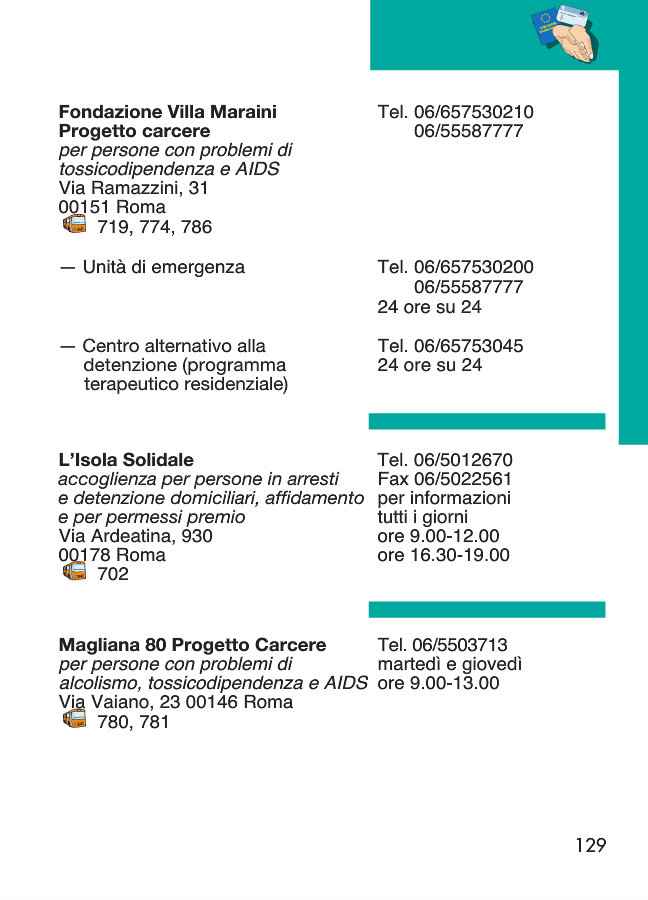 Fondazione Villa Maraini
Progetto carcere
per persone con problemi di
tossicodipendenza e AIDS
Via Ramazzini, 31
00151 Roma
719, 774, 786
Tel. 06/657530210
06/55587777
— Unità di emergenza
Tel. 06/657530200
06/55587777
24 ore su 24
— Centro alternativo alla
detenzione (programma
terapeutico residenziale)
Tel. 06/65753045
24 ore su 24
L’Isola Solidale
accoglienza per persone in arresti
e detenzione domiciliari, affidamento
e per permessi premio
Via Ardeatina, 930
00178 Roma
702
Tel. 06/5012670
Fax 06/5022561
per informazioni
tutti i giorni
ore 9.00-12.00
ore 16.30-19.00
Magliana 80 Progetto Carcere
per persone con problemi di
alcolismo, tossicodipendenza e AIDS
Via Vaiano, 23 00146 Roma
780, 781
Tel. 06/5503713
martedì e giovedì
ore 9.00-13.00
129